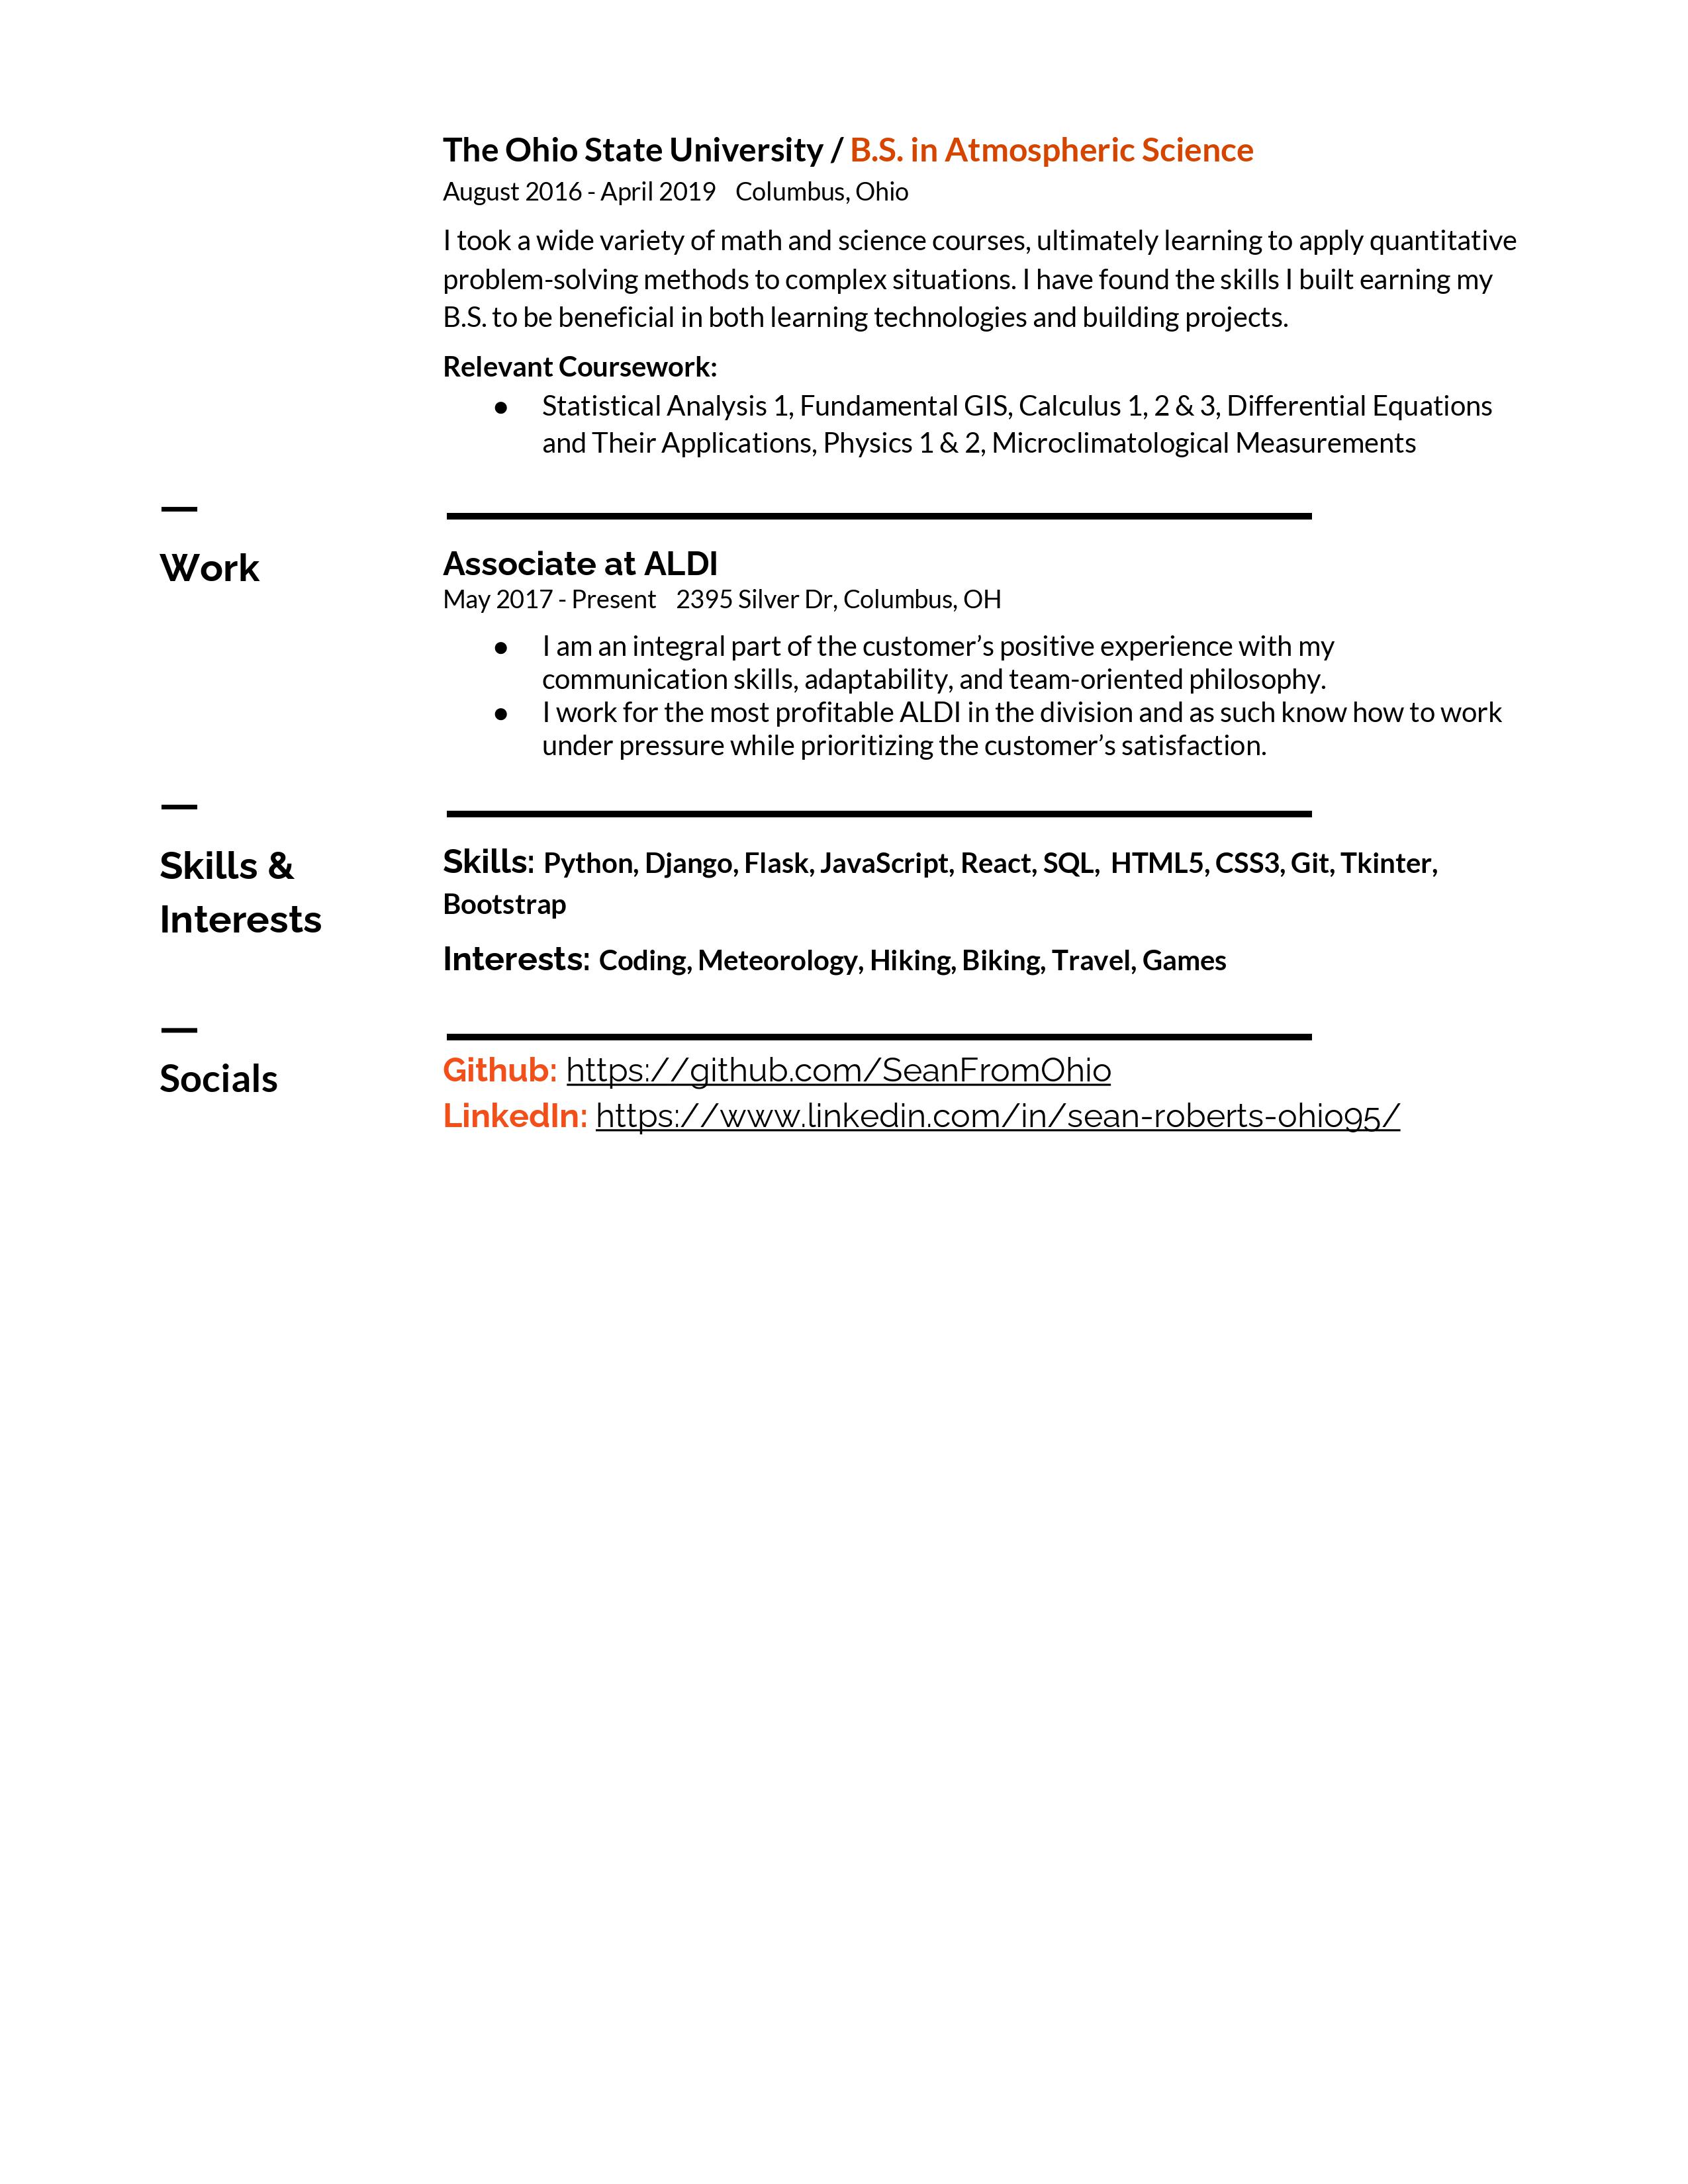 The Ohio State University / B.S. in Atmospheric Science
August 2016 - April 2019 Columbus, Ohio
I took a wide variety of math and science courses, ultimately learning to apply quantitative
problem-solving methods to complex situations. I have found the skills I built earning my
B.S. to be beneficial in both learning technologies and building projects.
Relevant Coursework:
● Statistical Analysis 1, Fundamental GIS, Calculus 1, 2 & 3, Differential Equations
and Their Applications, Physics 1 & 2, Microclimatological Measurements
—
Work
Associate at ALDI
May 2017 - Present 2395 Silver Dr, Columbus, OH
● I am an integral part of the customer’s positive experience with my
communication skills, adaptability, and team-oriented philosophy.
● I work for the most profitable ALDI in the division and as such know how to work
under pressure while prioritizing the customer’s satisfaction.
—
Skills &
Interests
Skills: Python, Django, Flask, JavaScript, React, SQL, HTML5, CSS3, Git, Tkinter,
Bootstrap
Interests: Coding, Meteorology, Hiking, Biking, Travel, Games
—
Socials
Github: https://github.com/SeanFromOhio
LinkedIn: https://www.linkedin.com/in/sean-roberts-ohio95/